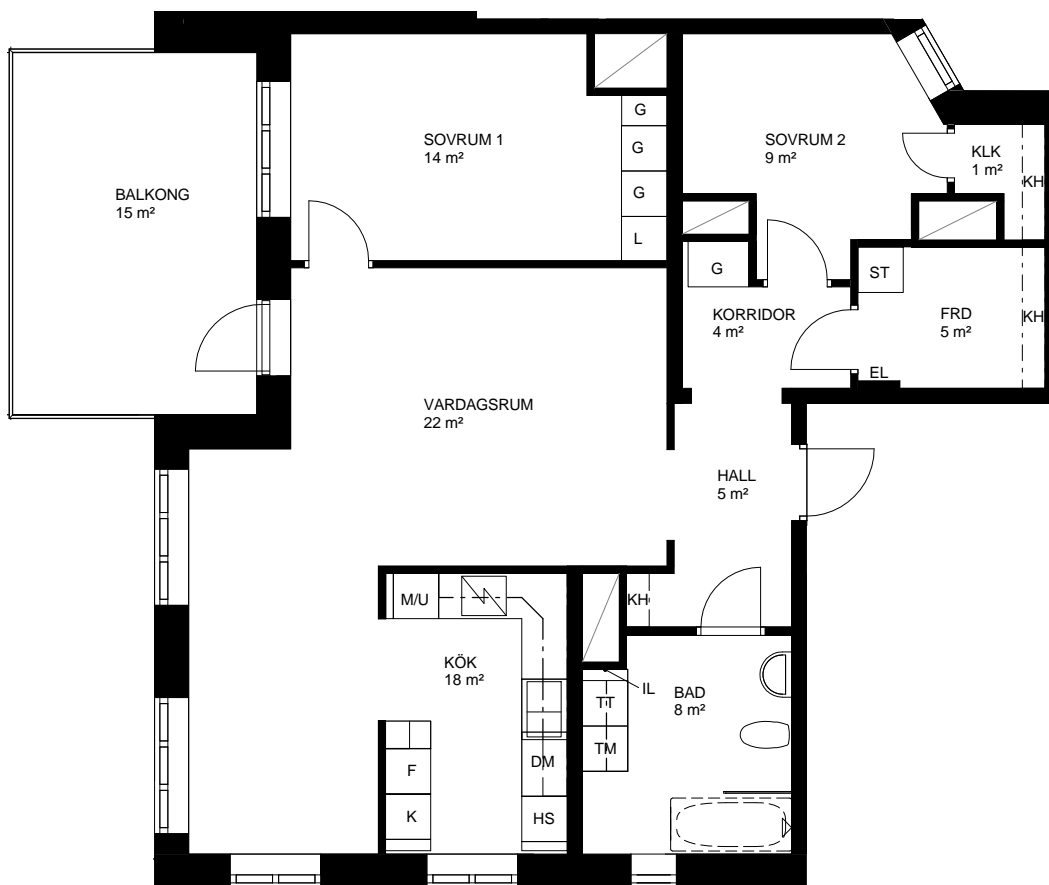 SOVRUM 1
14 m²
G
G
G
L
SOVRUM 2
9 m²
KLK
1 m²
KH
BALKONG
15 m²
G
ST
KORRIDOR
4 m²
FRD
5 m²
KH
EL
VARDAGSRUM
22 m²
HALL
5 m²
M/U
KH
KÖK
18 m²
IL
BAD
8 m²
TT
TM
F
DM
K
HS